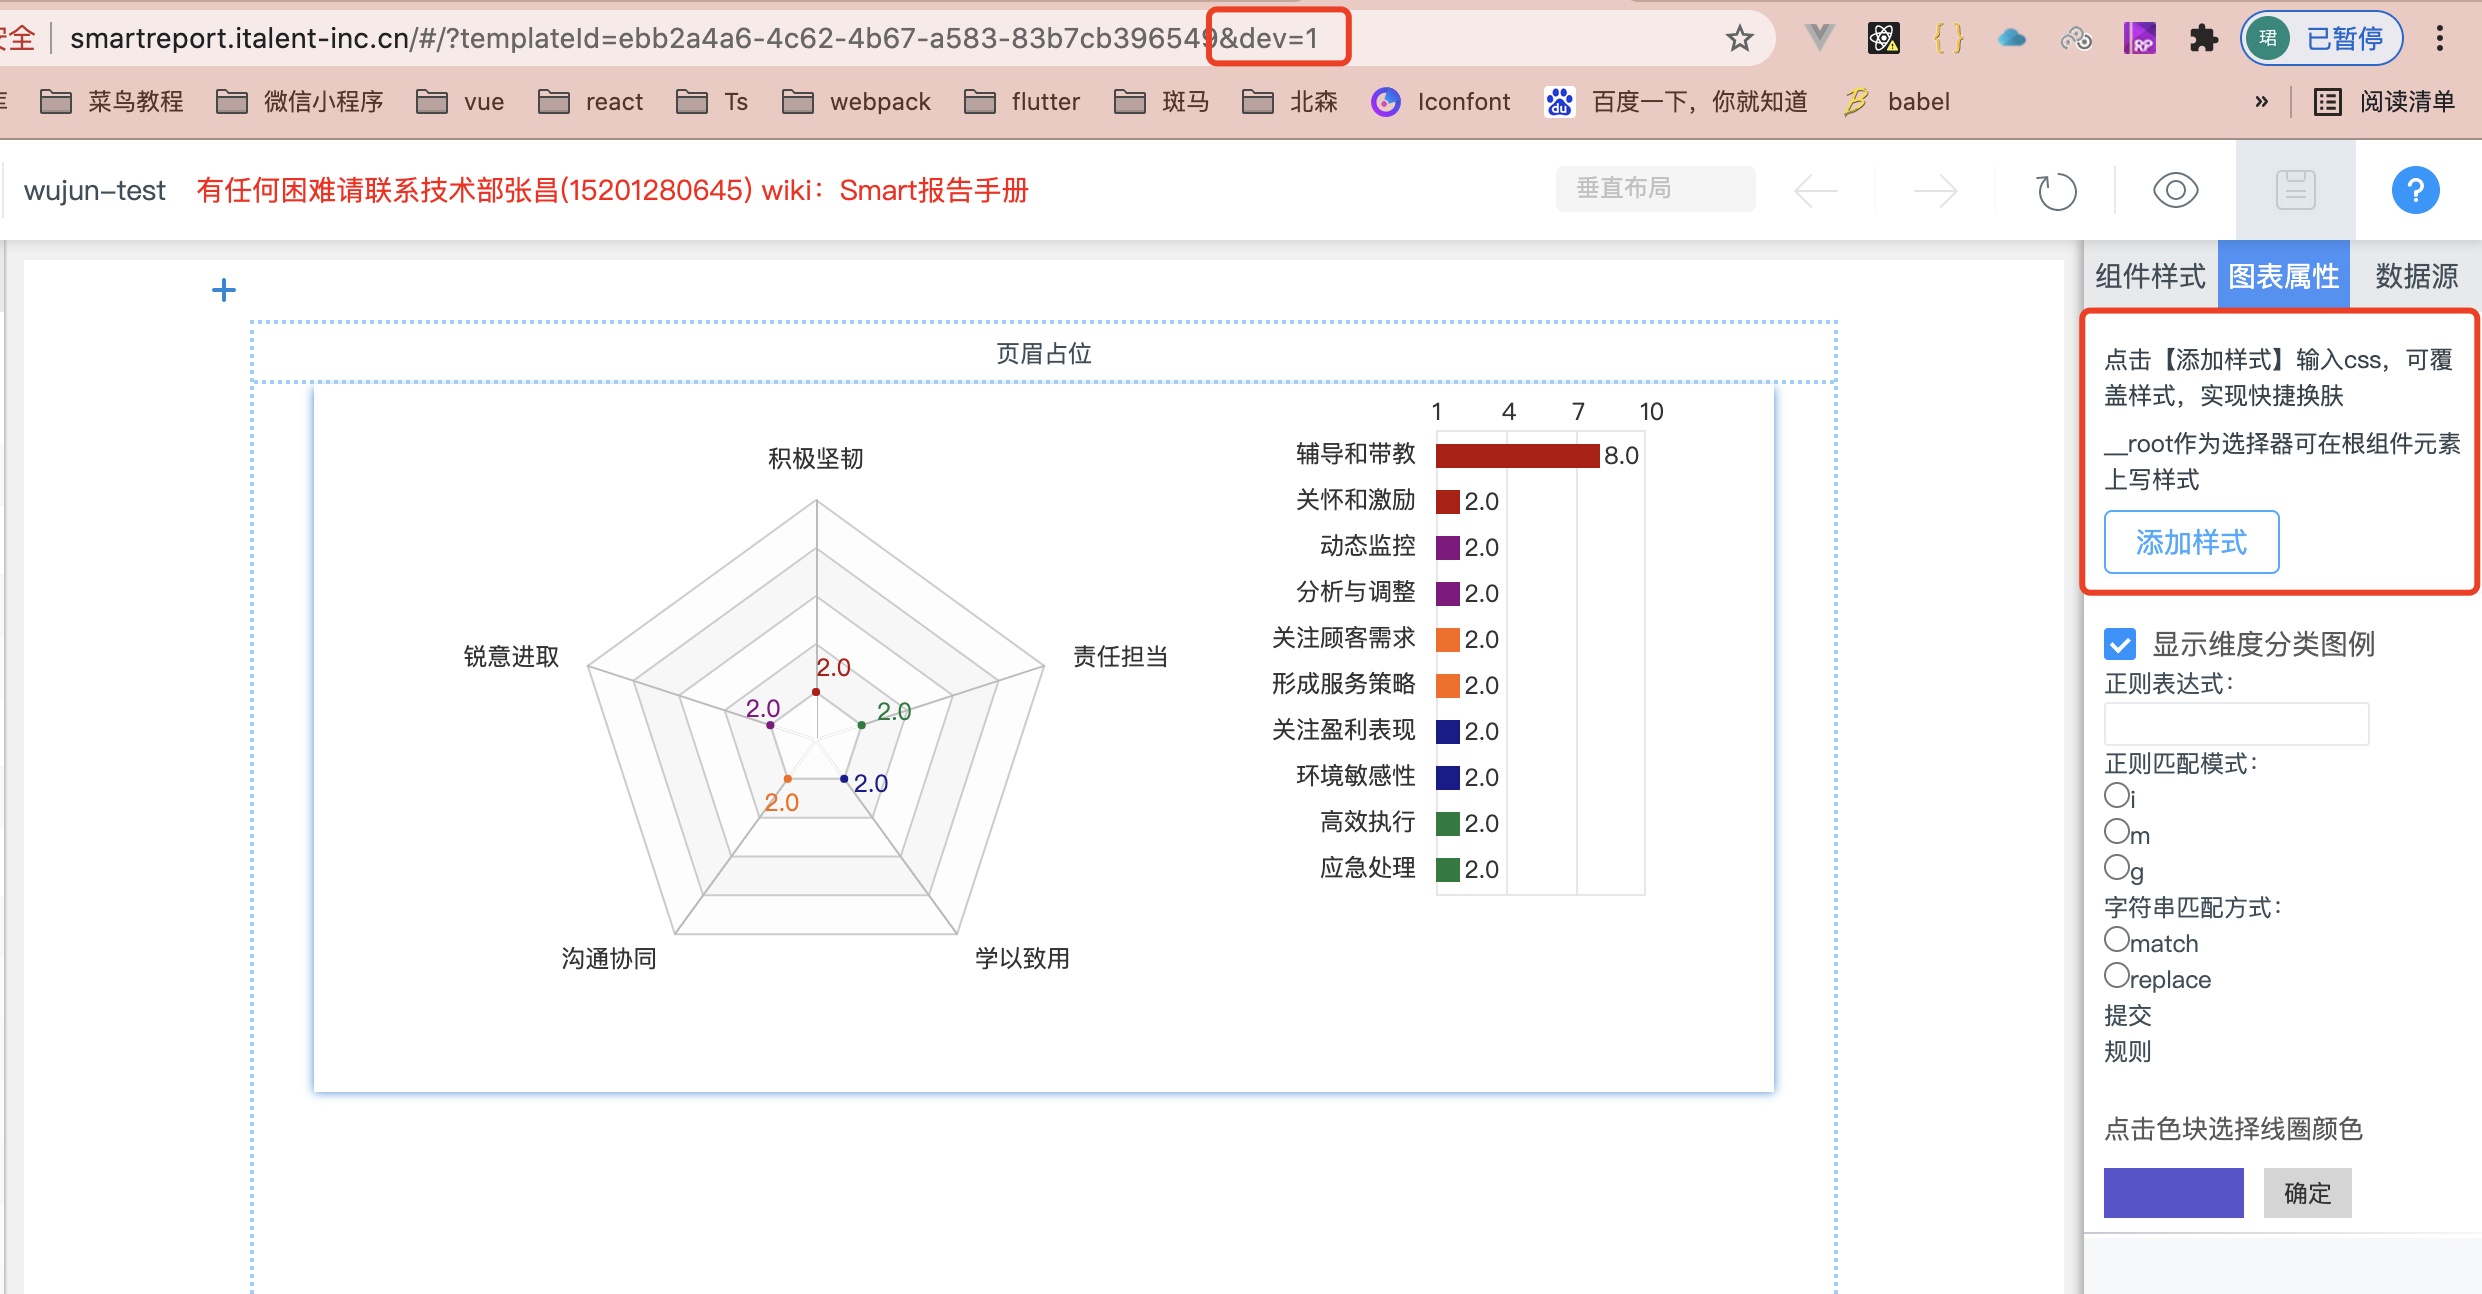 安全 smartreport.italent-inc.cn/#/?templateId=ebb2a4a6-4c62-4b67-a583-83b7cb396549&dev=1 珺 已暂停
菜鸟教程 微信小程序 vue react Ts webpack flutter 斑马 北森 Iconfont du 百度一下，你就知道 babel » 阅读清单
wujun-test 有任何困难请联系技术部张昌(15201280645) wiki：Smart报告手册 垂直布局 ?
组件样式 图表属性 数据源
+
页眉占位
积极坚韧
责任担当
学以致用
沟通协同
锐意进取
2.0
2.0
2.0
2.0
2.0
1 4 7 10
辅导和带教 8.0
关怀和激励 2.0
动态监控 2.0
分析与调整 2.0
关注顾客需求 2.0
形成服务策略 2.0
关注盈利表现 2.0
环境敏感性 2.0
高效执行 2.0
应急处理 2.0
点击【添加样式】输入css，可覆
盖样式，实现快捷换肤
__root作为选择器可在根组件元素
上写样式
添加样式
显示维度分类图例
正则表达式：
正则匹配模式：
i
m
g
字符串匹配方式：
match
replace
提交
规则
点击色块选择线圈颜色
确定